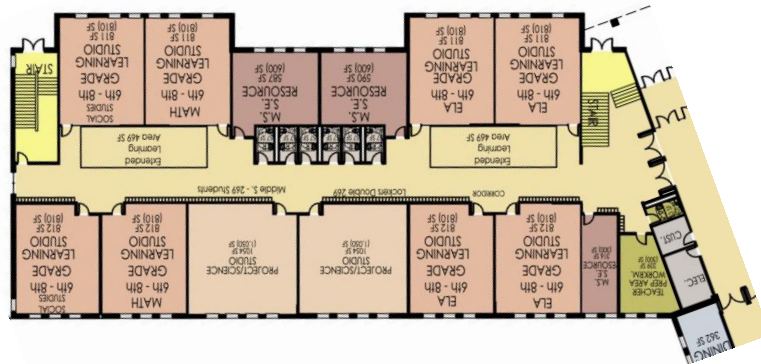 DINING
362 SF
ELEC.
CUST.
TEACHER
PREP AREA
WORKRM.
M.S.
S.E.
RESOURCE
316 SF
(300)
ELA
6th - 8th
GRADE
LEARNING
STUDIO
812 SF
(810)
ELA
6th - 8th
GRADE
LEARNING
STUDIO
812 SF
(810)
PROJECT/SCIENCE
STUDIO
1054 SF
(1,050)
PROJECT/SCIENCE
STUDIO
1054 SF
(1,050)
MATH
6th - 8th
GRADE
LEARNING
STUDIO
812 SF
(810)
SOCIAL
STUDIES
6th - 8th
GRADE
LEARNING
STUDIO
812 SF
(810)
CORRIDOR
Lockers Double 269
Middle S. - 269 Students
Extended
Learning
Area 469 SF
Extended
Learning
Area 469 SF
STAIR
ELA
6th - 8th
GRADE
LEARNING
STUDIO
811 SF
(810) SF
ELA
6th - 8th
GRADE
LEARNING
STUDIO
811 SF
(810) SF
M.S.
S.E.
RESOURCE
590 SF
(600)
M.S.
S.E.
RESOURCE
587 SF
(600)
MATH
6th - 8th
GRADE
LEARNING
STUDIO
811 SF
(810) SF
SOCIAL
STUDIES
6th - 8th
GRADE
LEARNING
STUDIO
811 SF
(810) SF
STAIR